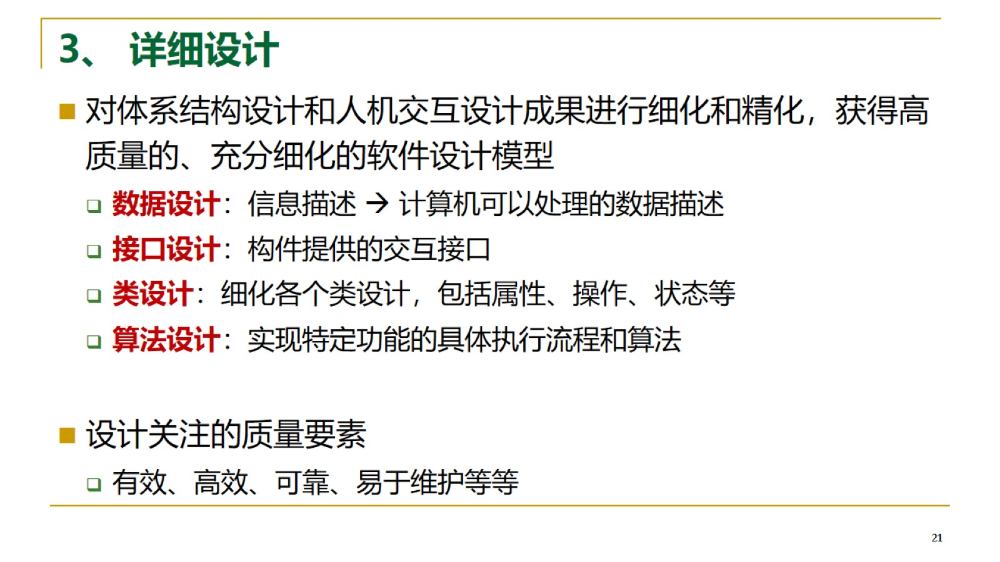 3、 详细设计
■ 对体系结构设计和人机交互设计成果进行细化和精化，获得高
质量的、充分细化的软件设计模型
❑ 数据设计：信息描述 → 计算机可以处理的数据描述
❑ 接口设计：构件提供的交互接口
❑ 类设计：细化各个类设计，包括属性、操作、状态等
❑ 算法设计：实现特定功能的具体执行流程和算法
■ 设计关注的质量要素
❑ 有效、高效、可靠、易于维护等等
21